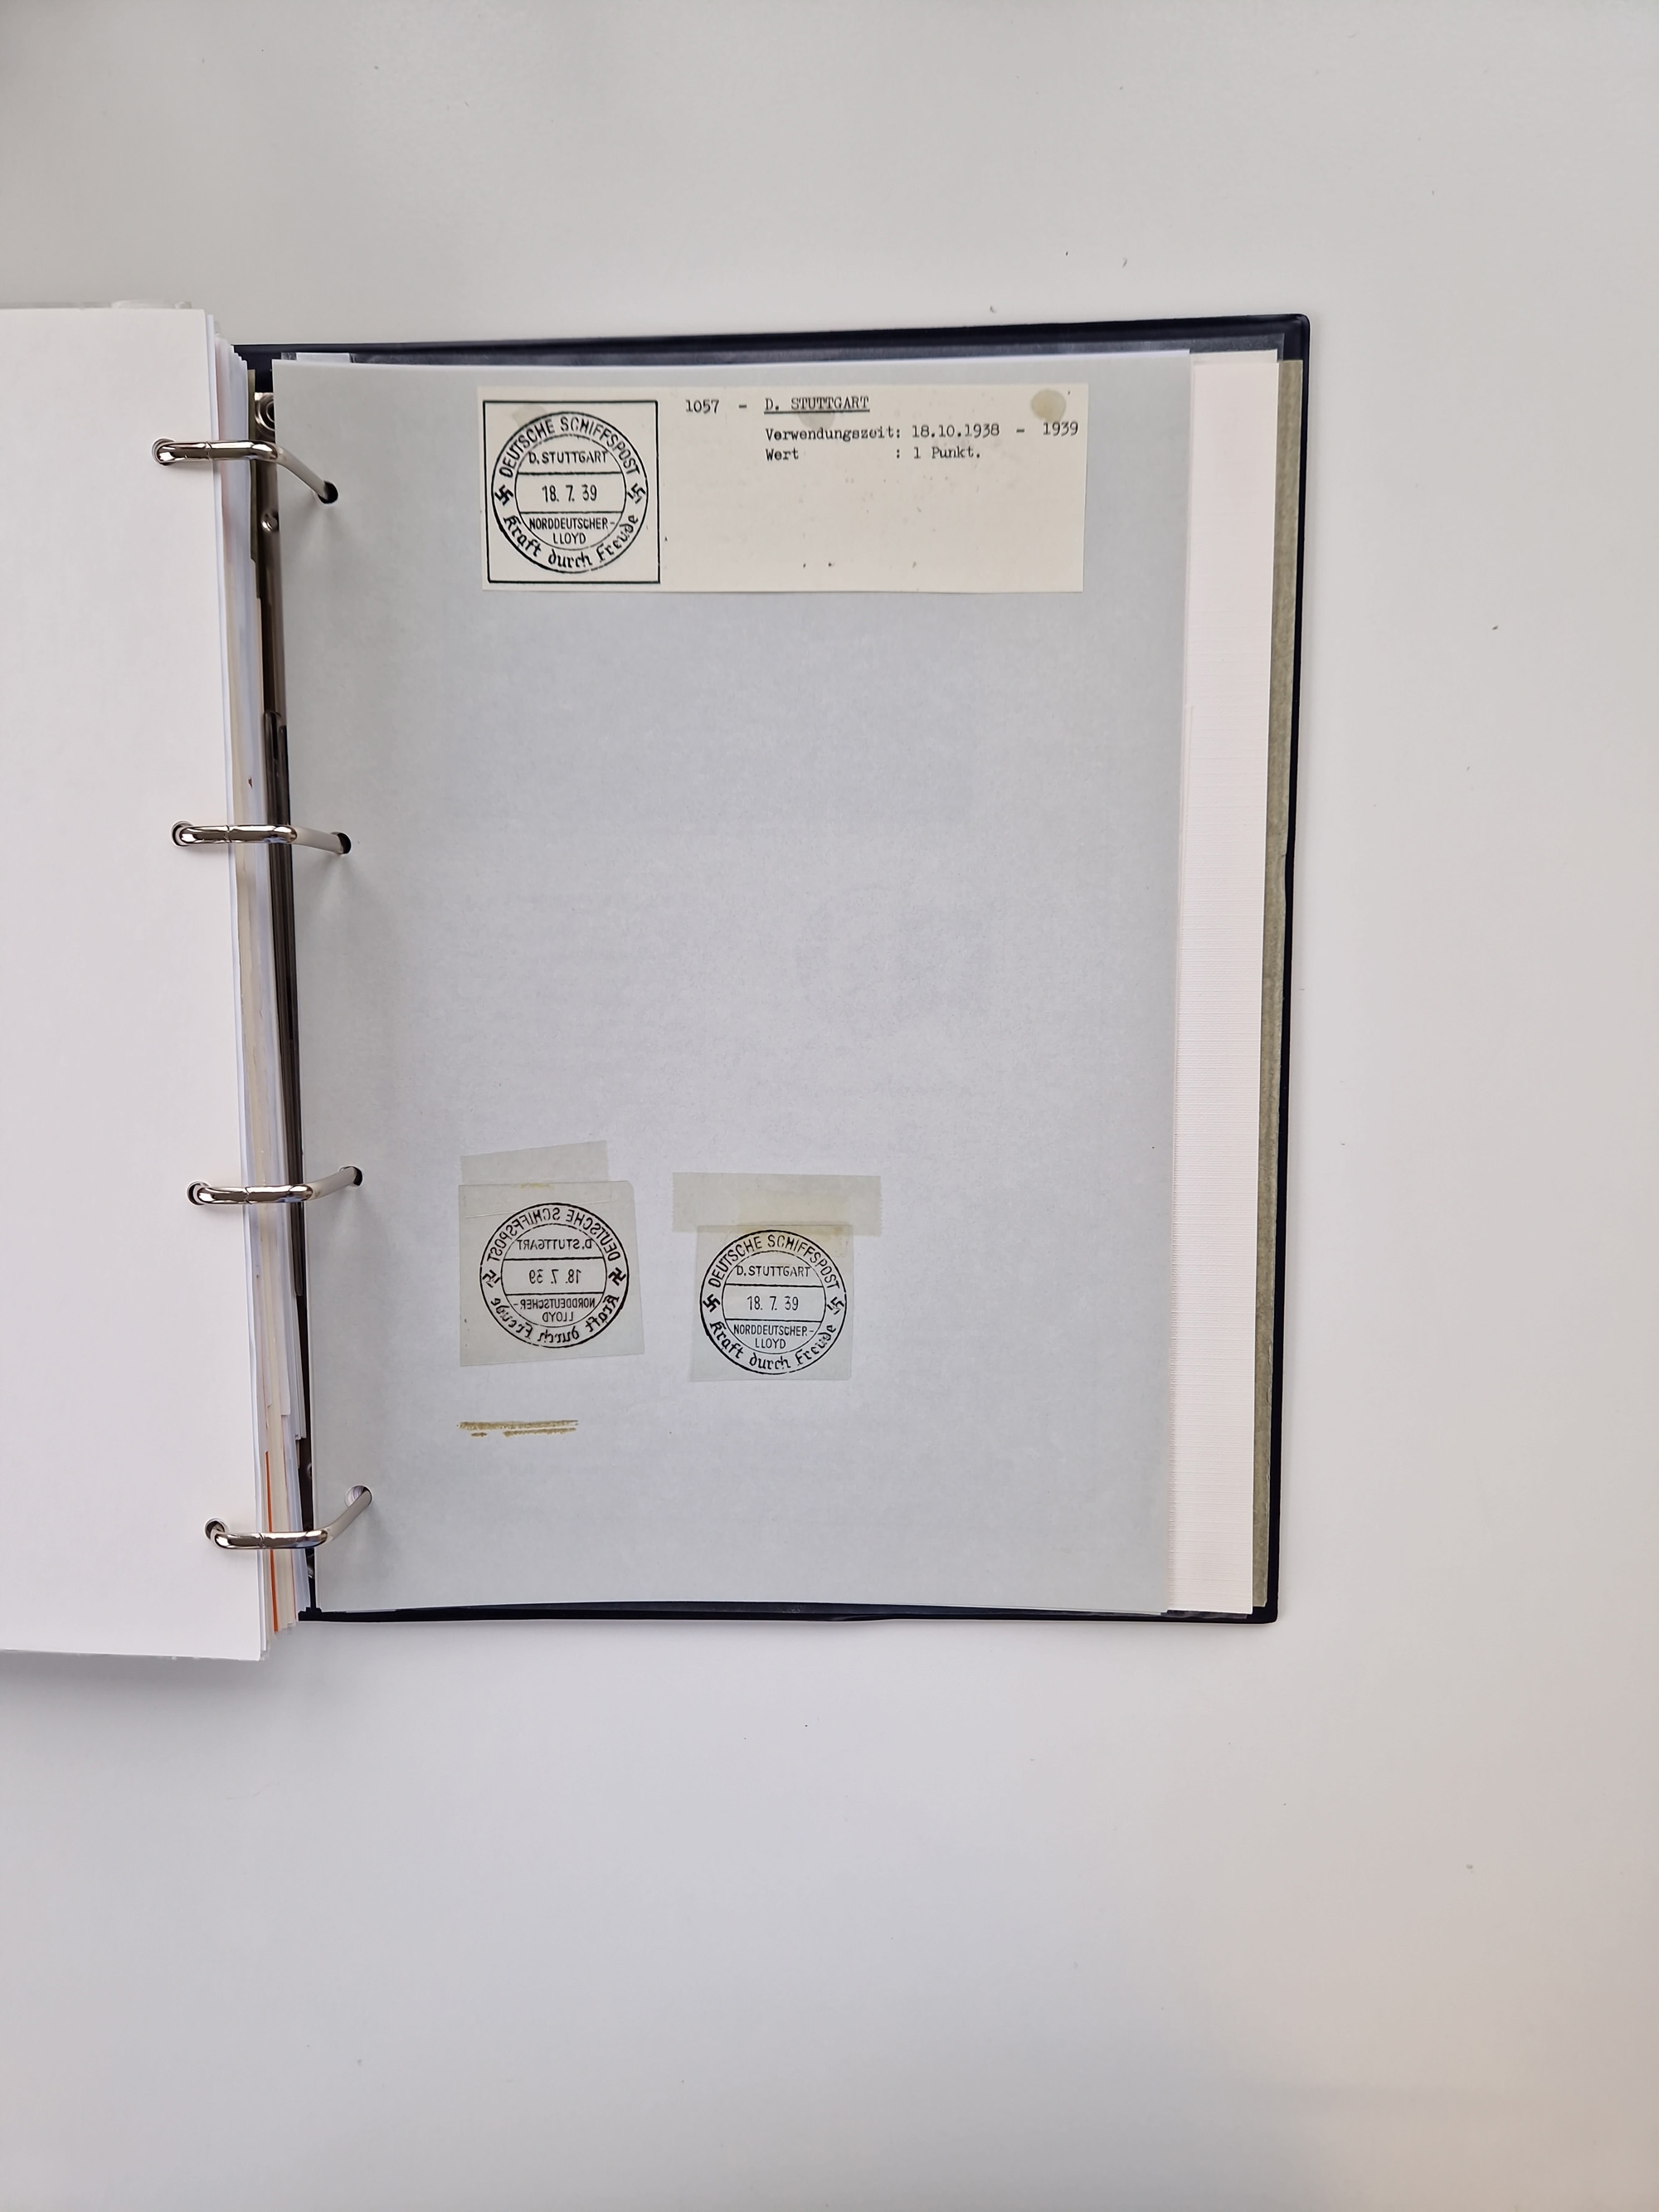 DEUTSCHE SCHIFFSPOST
D. STUTTGART
18. 7. 39
NORDDEUTSCHER-
LLOYD
Kraft durch Freude
1057 - D. STUTTGART
Verwendungszeit: 18.10.1938 - 1939
Wert : 1 Punkt.
DEUTSCHE SCHIFFSPOST
D. STUTTGART
18. 7. 39
NORDDEUTSCHER-
LLOYD
Kraft durch Freude
DEUTSCHE SCHIFFSPOST
D. STUTTGART
18. 7. 39
NORDDEUTSCHER-
LLOYD
Kraft durch Freude